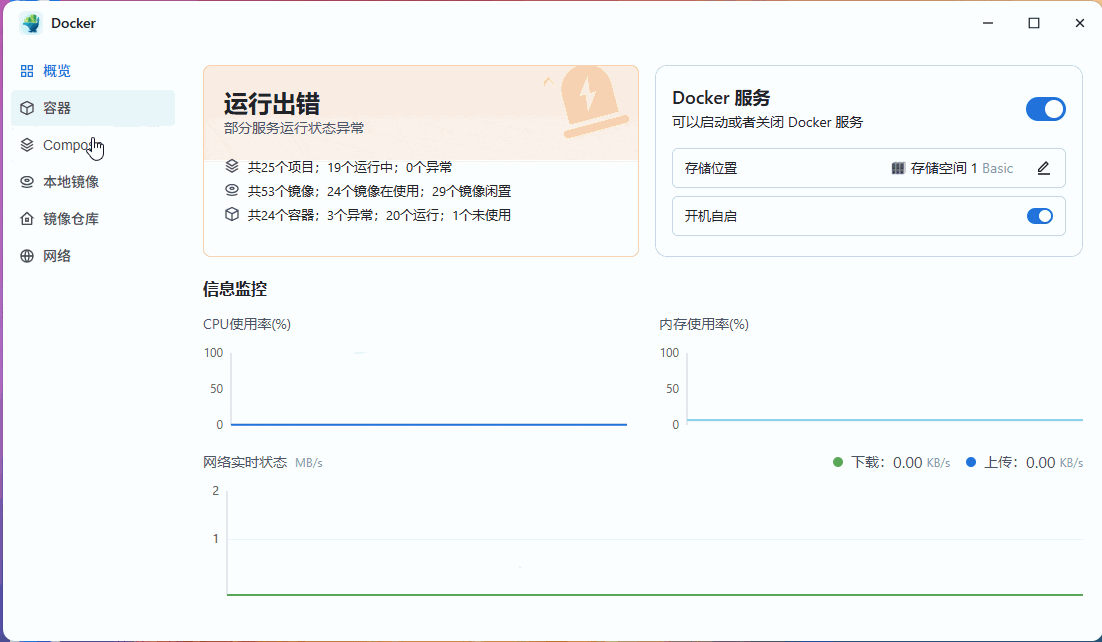 Docker
概览
容器
本地镜像
镜像仓库
网络
运行出错
部分服务运行状态异常
共25个项目；19个运行中；0个异常
共53个镜像；24个镜像在使用；29个镜像闲置
共24个容器；3个异常；20个运行；1个未使用
Docker 服务
可以启动或者关闭 Docker 服务
存储位置 存储空间 1 Basic
开机自启
信息监控
CPU使用率(%)
100
50
0
内存使用率(%)
100
50
0
网络实时状态 MB/s
下载：0.00 KB/s 上传：0.00 KB/s
2
1